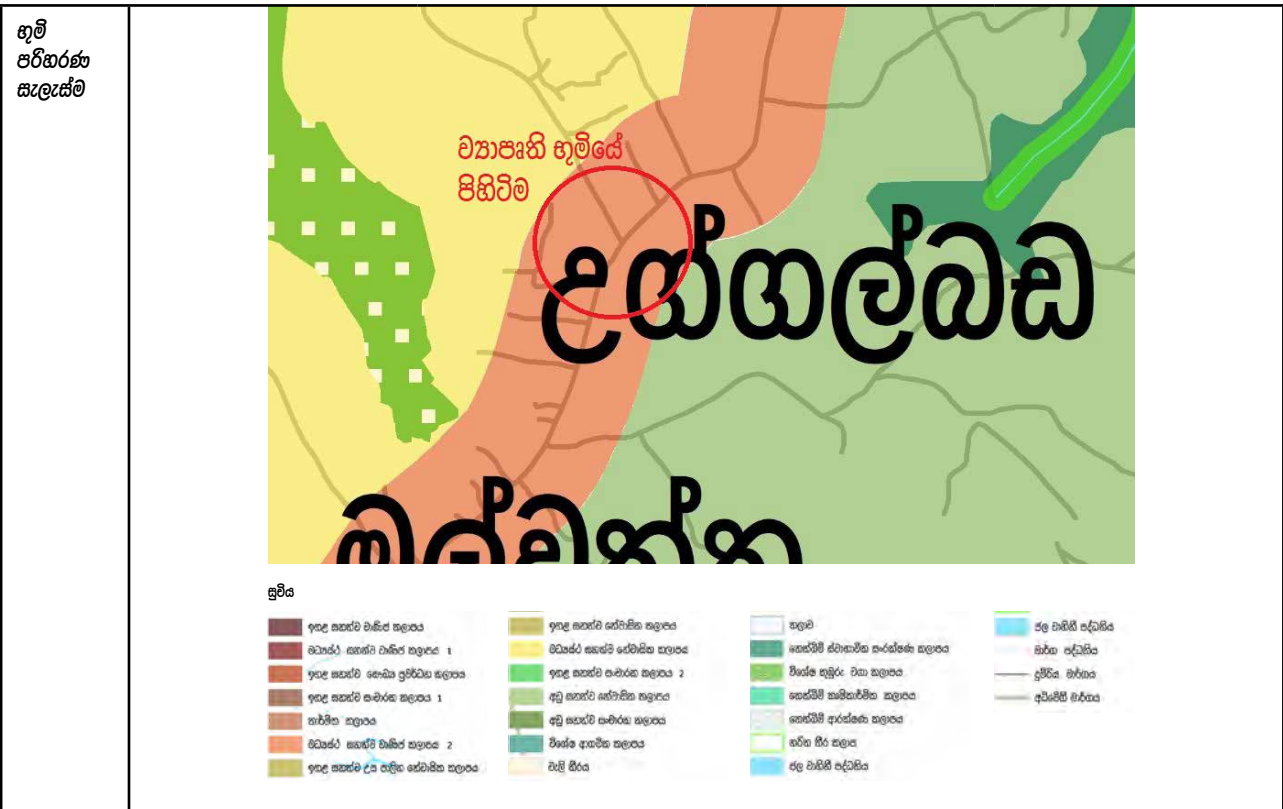 භූමි
පරිහරණ
සැලැස්ම
ව්‍යාපෘති භූමියේ
පිහිටීම
උග්ගල්බඩ
මල්වත්ත
සූචිය
ඉහළ ඝනත්ව වාණිජ කලාපය
මධ්‍යස්ථ ඝනත්ව වාණිජ කලාපය 1
ඉහළ ඝනත්ව සෞඛ්‍ය ප්‍රවර්ධන කලාපය
ඉහළ ඝනත්ව සංචාරක කලාපය 1
කාර්මික කලාපය
මධ්‍යස්ථ ඝනත්ව වාණිජ කලාපය 2
ඉහළ ඝනත්ව උප නාගික නේවාසික කලාපය
ඉහළ ඝනත්ව නේවාසික කලාපය
මධ්‍යස්ථ ඝනත්ව නේවාසික කලාපය
ඉහළ ඝනත්ව සංචාරක කලාපය 2
අඩු ඝනත්ව නේවාසික කලාපය
අඩු ඝනත්ව සංචාරක කලාපය
විශේෂ ආගමික කලාපය
වැලි තීරය
කලාප
තෙත්බිම් ස්වාභාවික සංරක්ෂණ කලාපය
විශේෂ කුඹුරු වගා කලාපය
තෙත්බිම් කෘෂිකාර්මික කලාපය
තෙත්බිම් ආරක්ෂණ කලාපය
හරිත තීර කලාප
ජල වාහිනී පද්ධතිය
ජල වාහිනී පද්ධතිය
මාර්ග පද්ධතිය
දුම්රිය මාර්ගය
අධිවේගී මාර්ගය